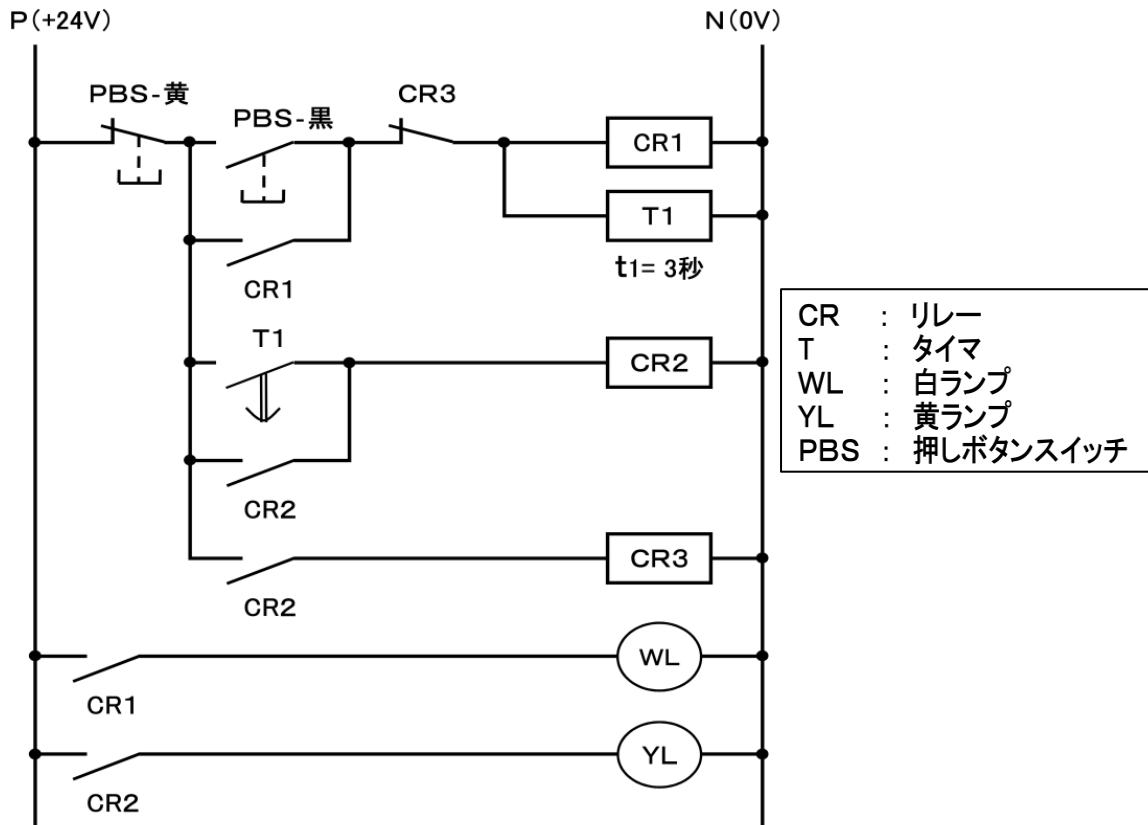 P(+24V)
N(0V)
PBS-黄
PBS-黒
CR3
CR1
T1
t1= 3秒
CR1
T1
CR2
CR2
CR3
CR2
WL
CR1
YL
CR2
CR : リレー
T : タイマ
WL : 白ランプ
YL : 黄ランプ
PBS : 押しボタンスイッチ